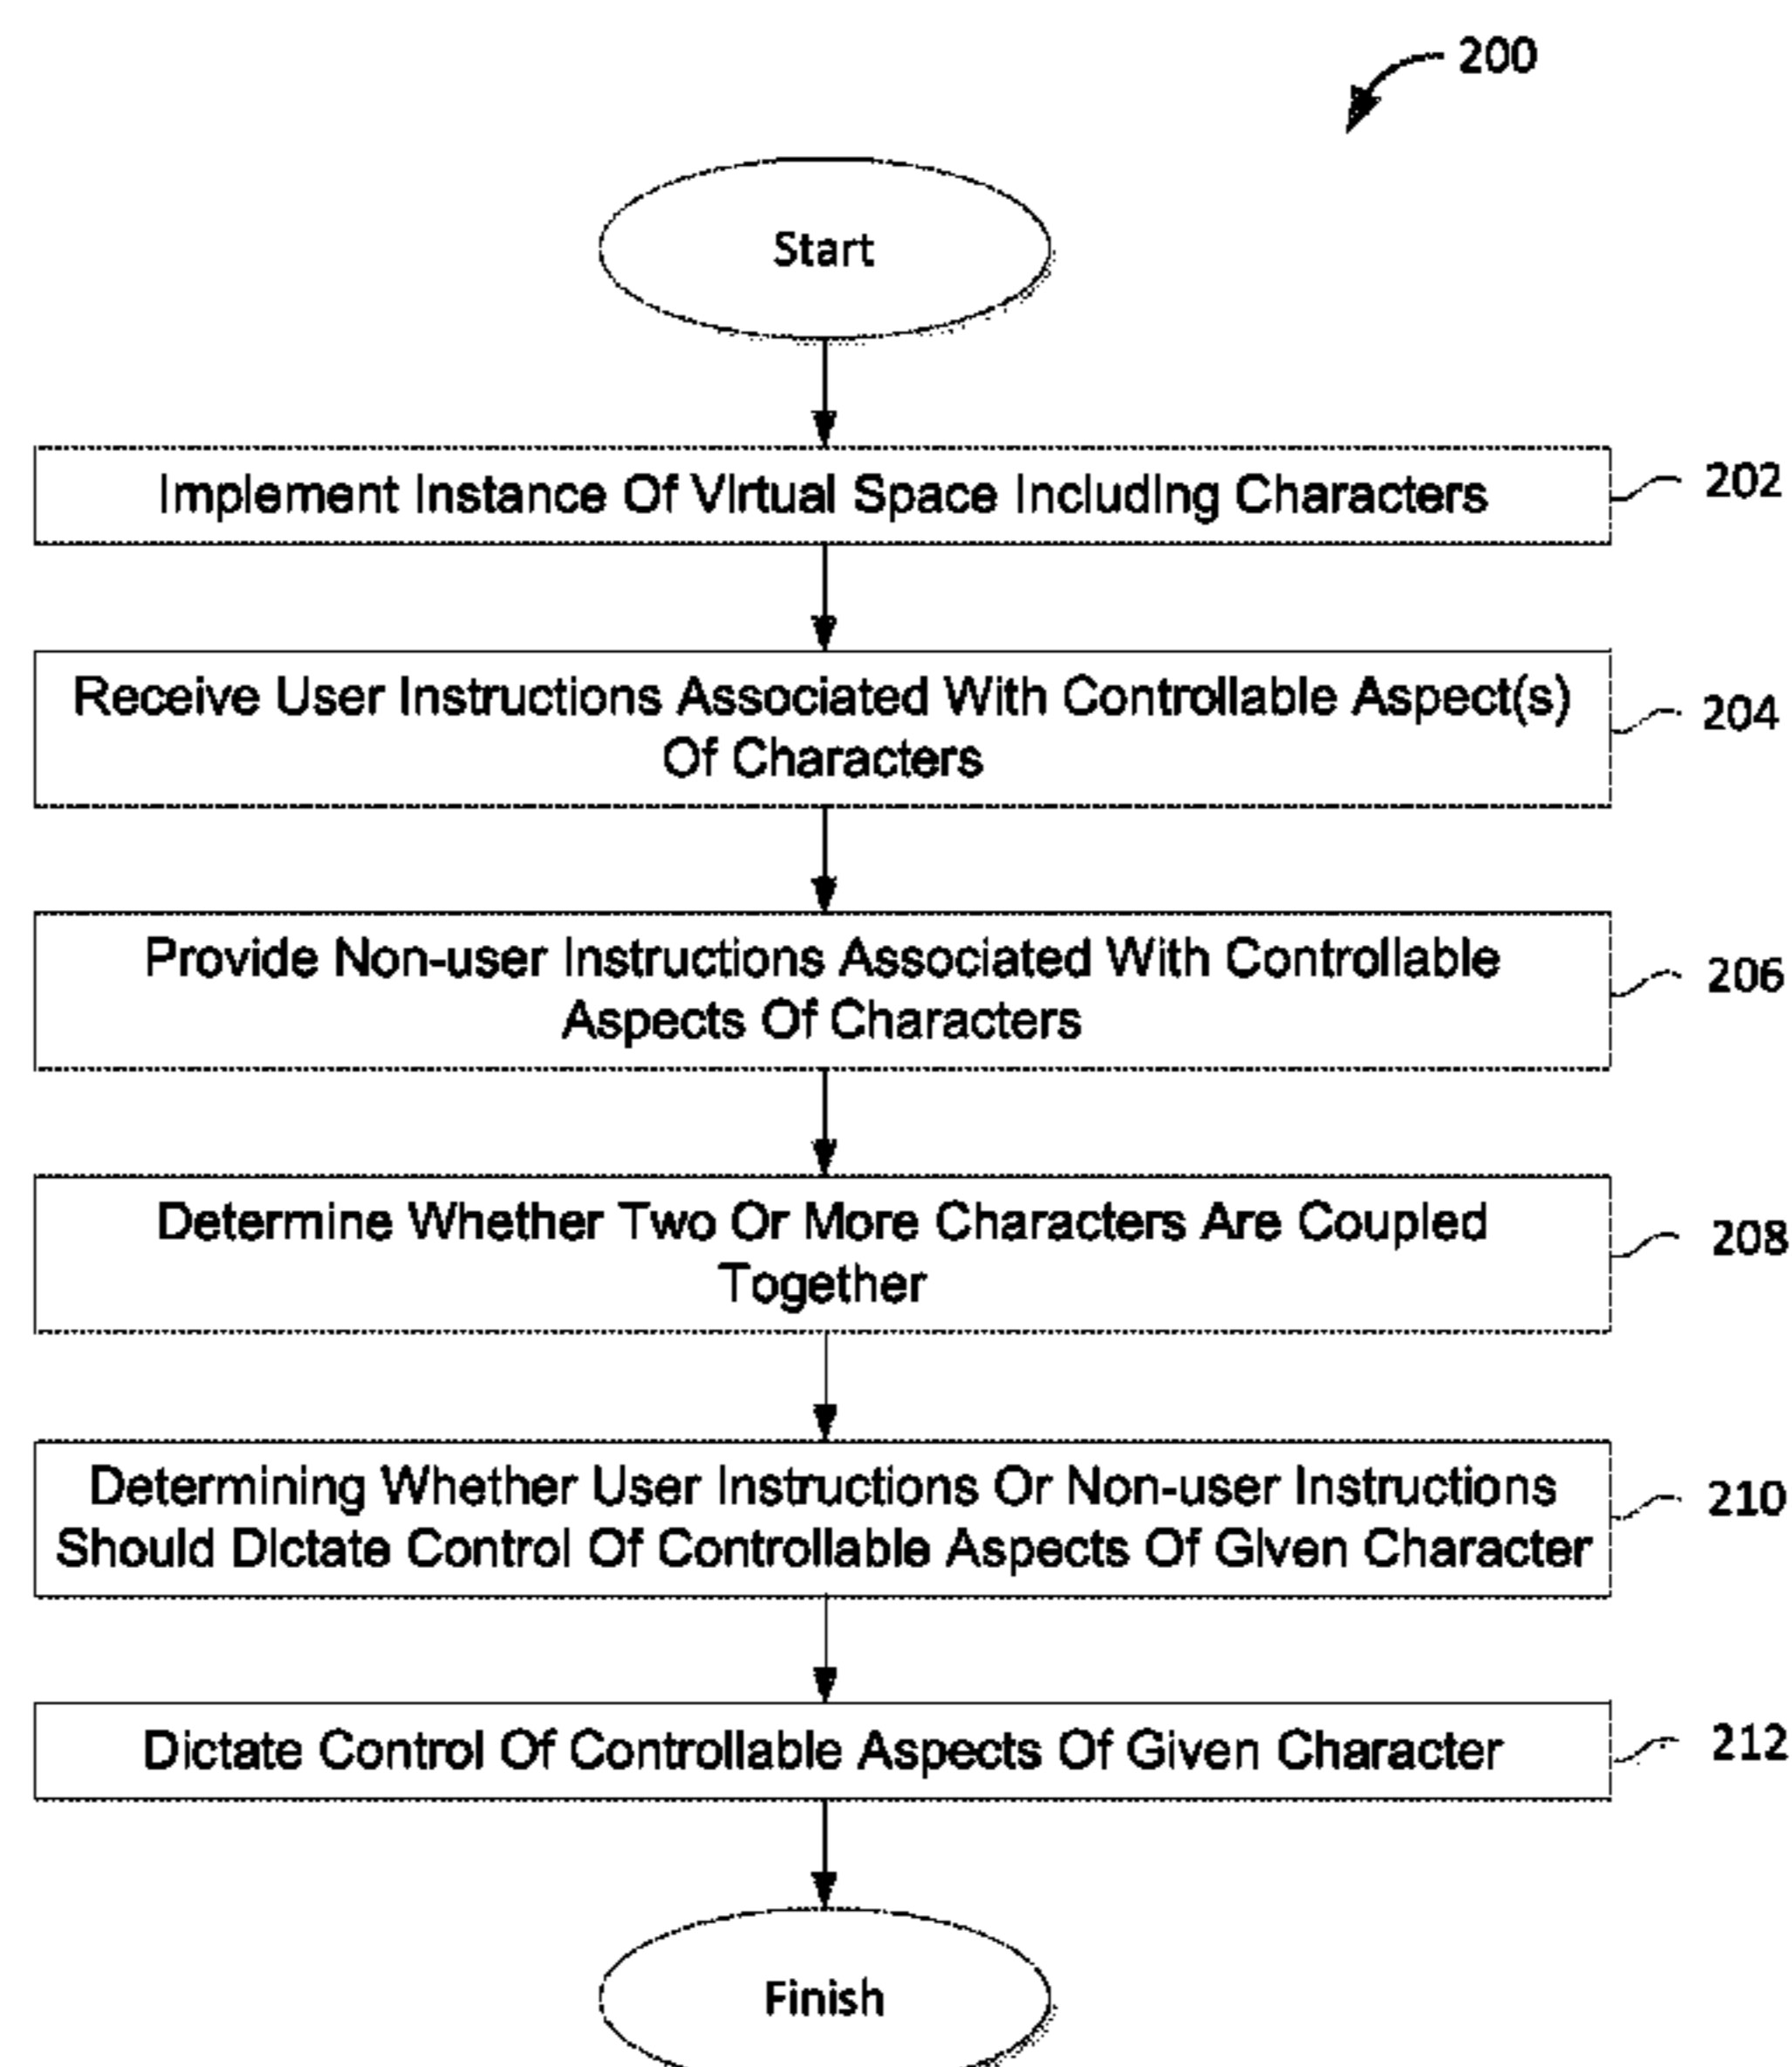 200
Start
Implement Instance Of Virtual Space Including Characters
202
Receive User Instructions Associated With Controllable Aspect(s)
Of Characters
204
Provide Non-user Instructions Associated With Controllable
Aspects Of Characters
206
Determine Whether Two Or More Characters Are Coupled
Together
208
Determining Whether User Instructions Or Non-user Instructions
Should Dictate Control Of Controllable Aspects Of Given Character
210
Dictate Control Of Controllable Aspects Of Given Character
212
Finish